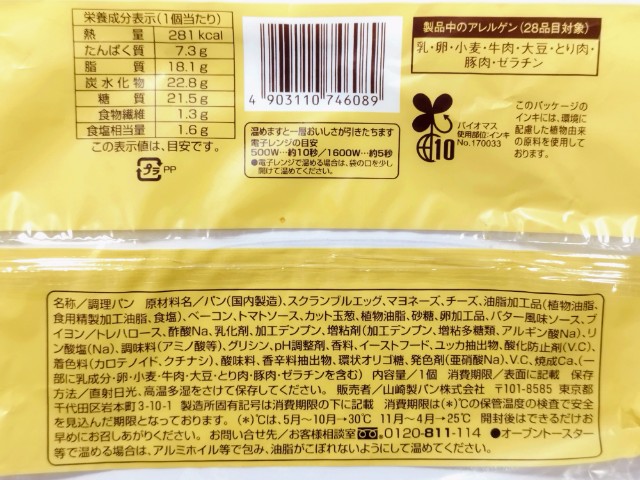 栄養成分表示(1個当たり)
熱量 281kcal
たんぱく質 7.3g
脂質 18.1g
炭水化物 22.8g
糖質 21.5g
食物繊維 1.3g
食塩相当量 1.6g
この表示値は、目安です。
プラ PP
4 903110 746089
温めますと一層おいしさが引きたちます
電子レンジの目安
500W…約10秒/1600W…約5秒
●電子レンジで温める場合は、袋の口を少し
開けて温めてください。
製品中のアレルゲン(28品目対象)
乳・卵・小麦・牛肉・大豆・とり肉・
豚肉・ゼラチン
10
バイオマス
使用部位:インキ
No.170033
このパッケージの
インキには、環境
に配慮した植物由来
の原料を使用して
おります。
名称/調理パン 原材料名/パン(国内製造)、スクランブルエッグ、マヨネーズ、チーズ、油脂加工品(植物油脂、
食用精製加工油脂、食塩)、ベーコン、トマトソース、カット玉葱、植物油脂、砂糖、卵加工品、バター風味ソース、ブ
イヨン/トレハロース、酢酸Na、乳化剤、加工デンプン、増粘剤(加工デンプン、増粘多糖類、アルギン酸Na)、リ
ン酸塩(Na)、調味料(アミノ酸等)、グリシン、pH調整剤、香料、イーストフード、ユッカ抽出物、酸化防止剤(V.C)、
着色料(カロテノイド、クチナシ)、酸味料、香辛料抽出物、環状オリゴ糖、発色剤(亜硝酸Na)、V.C、焼成Ca、(一
部に乳成分・卵・小麦・牛肉・大豆・とり肉・豚肉・ゼラチンを含む) 内容量/1個 消費期限/表面に記載 保存
方法/直射日光、高温多湿をさけて保存してください。 販売者/山崎製パン株式会社 〒101-8585 東京都
千代田区岩本町3-10-1 製造所固有記号は消費期限の下に記載 消費期限は(*)℃の保管温度の検査で安全
を見込んだ期限となっております。 (*)℃は、5月〜10月→30℃ 11月〜4月→25℃ 開封後はできるだけお
早めにお召しあがりください。 お問い合せ先/お客様相談室 0120-811-114 ●オーブントースター
等で温める場合は、アルミホイル等で包み、油脂がこぼれないようにして温めてください。